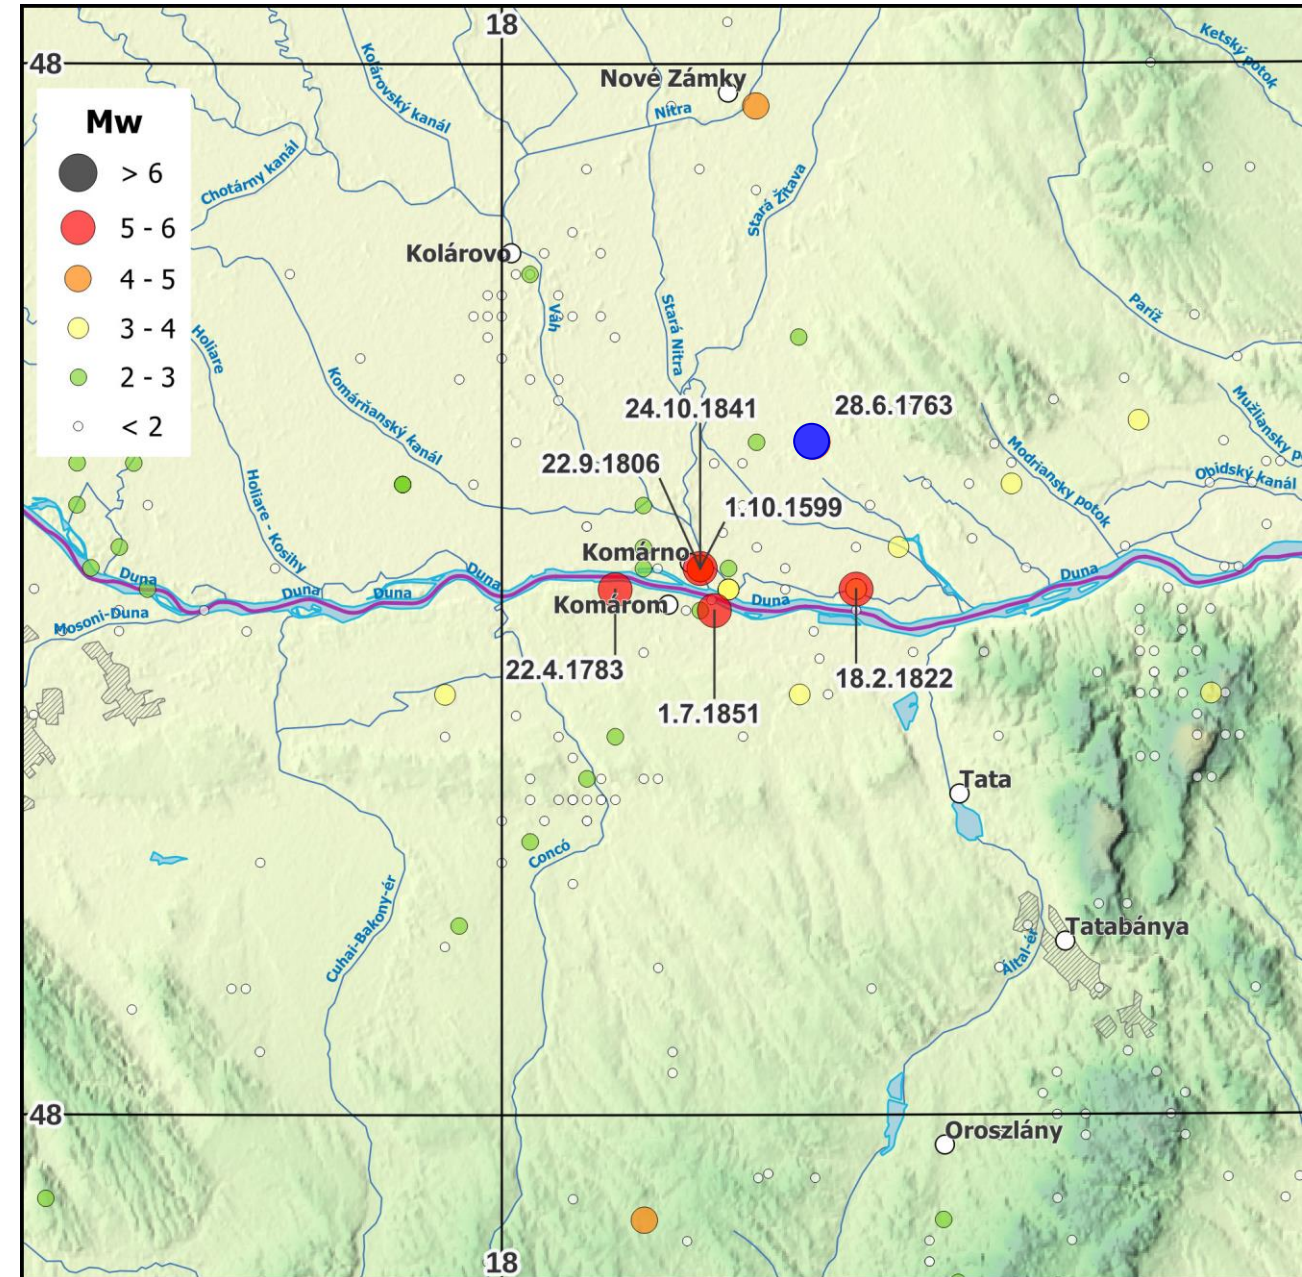 18
48
Ketský potok
Kolárovský kanál
Nové Zámky
Nitra
Mw
> 6
5 - 6
4 - 5
3 - 4
2 - 3
< 2
Chotárny kanál
Stará Žitava
Kolárovo
Váh
Stará Nitra
Paríž
Holiare
Komárňanský kanál
24.10.1841
28.6.1763
22.9.1806
Modriansky potok
Obidský kanál
Holiare - Kosihy
1.10.1599
Komárno
Duna
Duna
Duna
Duna
Duna
Duna
Mosoni-Duna
Komárom
22.4.1783
18.2.1822
1.7.1851
Tata
Concó
Cuhai-Bakony-ér
Tatabánya
Által-ér
48
Oroszlány
18